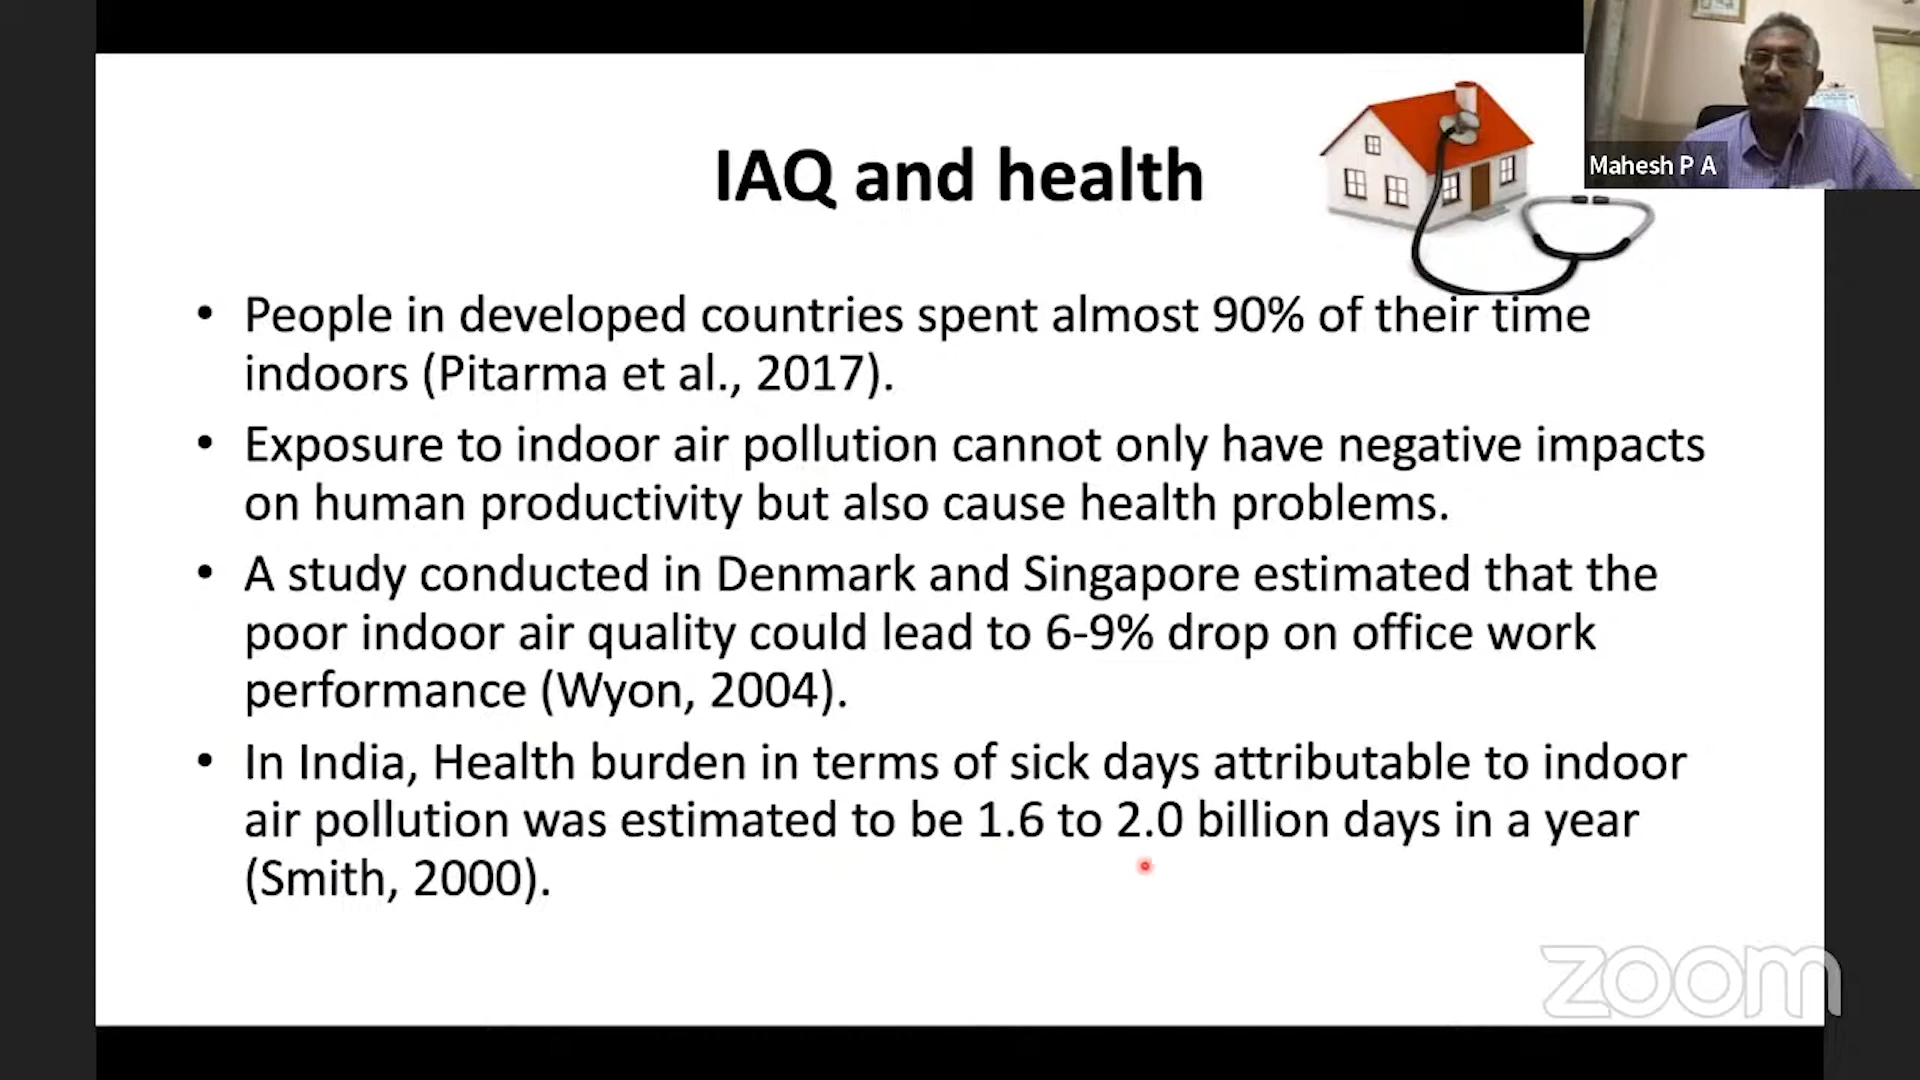 IAQ and health
Mahesh P A
• People in developed countries spent almost 90% of their time
indoors (Pitarma et al., 2017).
• Exposure to indoor air pollution cannot only have negative impacts
on human productivity but also cause health problems.
• A study conducted in Denmark and Singapore estimated that the
poor indoor air quality could lead to 6-9% drop on office work
performance (Wyon, 2004).
• In India, Health burden in terms of sick days attributable to indoor
air pollution was estimated to be 1.6 to 2.0 billion days in a year
(Smith, 2000).
zoom